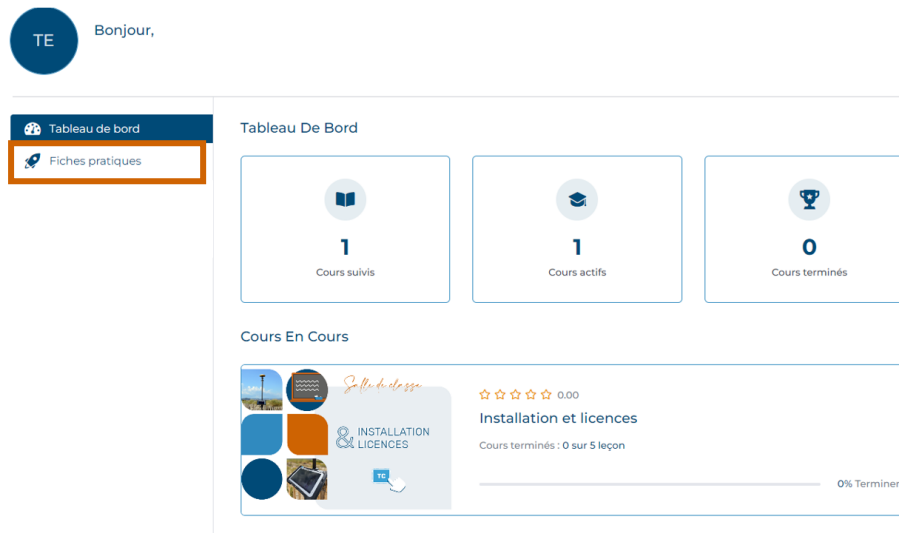 TE
Bonjour,
Tableau de bord
Fiches pratiques
Tableau De Bord
1
Cours suivis
1
Cours actifs
0
Cours terminés
Cours En Cours
Salle de classe
& INSTALLATION
LICENCES
TC
0.00
Installation et licences
Cours terminés : 0 sur 5 leçon
0% Terminer